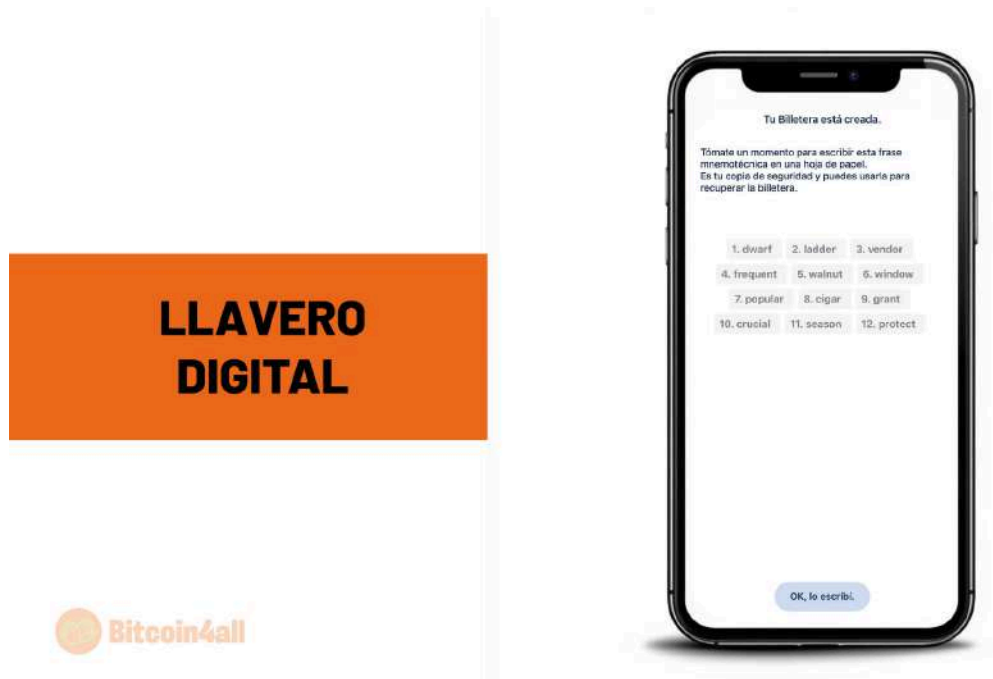 LLAVERO
DIGITAL
Bitcoin4all
Tu Billetera está creada.
Tómate un momento para escribir esta frase
mnemotécnica en una hoja de papel.
Es tu copia de seguridad y puedes usarla para
recuperar la billetera.
1. dwarf 2. ladder 3. vendor
4. frequent 5. walnut 6. window
7. popular 8. cigar 9. grant
10. crucial 11. season 12. protect
OK, lo escribí.